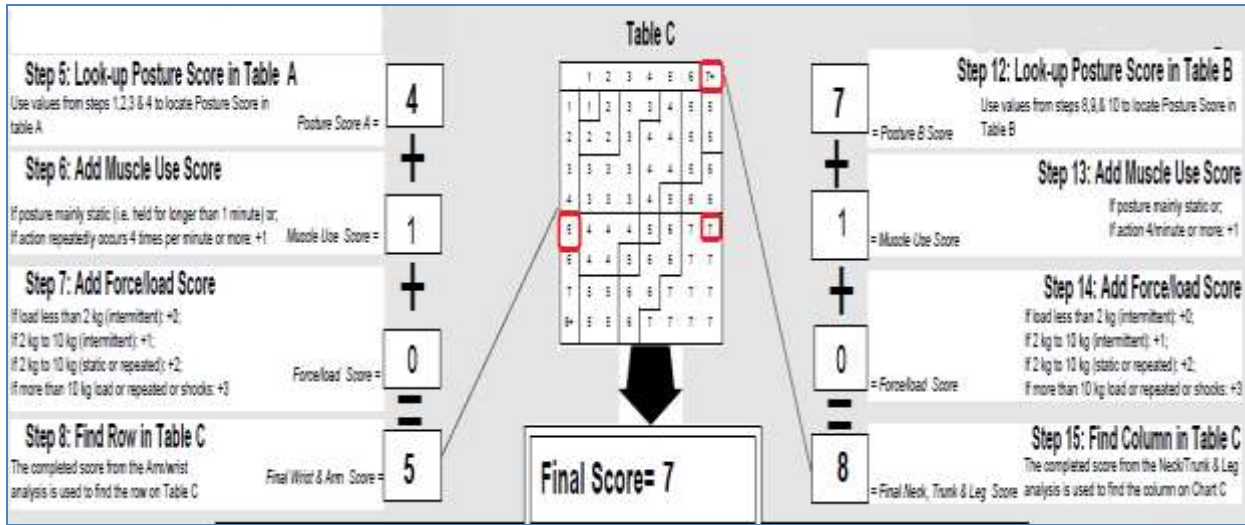 Table C
Step 5: Look-up Posture Score in Table A
Use values from steps 1,2,3 & 4 to locate Posture Score in
table A
Posture Score A =
4
+
Step 6: Add Muscle Use Score
If posture mainly static (i.e. held for longer than 1 minute) or;
If action repeatedly occurs 4 times per minute or more: +1
Muscle Use Score =
1
+
Step 7: Add Force/load Score
If load less than 2 kg (intermittent): +0;
If 2 kg to 10 kg (intermittent): +1;
If 2 kg to 10 kg (static or repeated): +2;
If more than 10 kg load or repeated or shocks: +3
Force/load Score =
0
=
Step 8: Find Row in Table C
The completed score from the Arm/wrist
analysis is used to find the row on Table C
Final Wrist & Arm Score =
5
1 2 3 4 5 6 7+
1 1 2 3 3 4 5 5
2 2 2 3 4 4 5 5
3 3 3 3 4 4 5 6
4 3 3 3 4 5 6 6
5 4 4 4 5 6 7 7
6 4 4 5 6 6 7 7
7 5 5 6 6 7 7 7
8+ 5 5 6 7 7 7 7
Final Score= 7
Step 12: Look-up Posture Score in Table B
Use values from steps 8,9,& 10 to locate Posture Score in
Table B
7
= Posture B Score
+
Step 13: Add Muscle Use Score
If posture mainly static or;
If action 4/minute or more: +1
1
= Muscle Use Score
+
Step 14: Add Force/load Score
If load less than 2 kg (intermittent): +0;
If 2 kg to 10 kg (intermittent): +1;
If 2 kg to 10 kg (static or repeated): +2;
If more than 10 kg load or repeated or shocks: +3
0
= Force/load Score
=
Step 15: Find Column in Table C
The completed score from the Neck/Trunk & Leg
analysis is used to find the column on Chart C
8
= Final Neck, Trunk & Leg Score